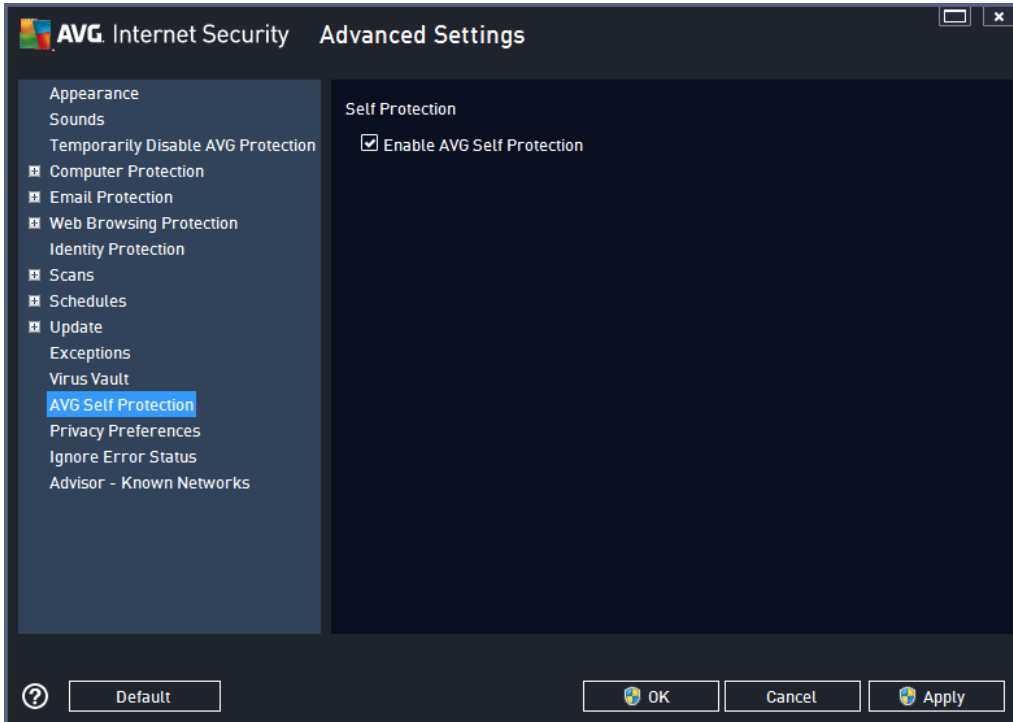 AVG. Internet Security Advanced Settings
Appearance
Sounds
Temporarily Disable AVG Protection
Computer Protection
Email Protection
Web Browsing Protection
Identity Protection
Scans
Schedules
Update
Exceptions
Virus Vault
AVG Self Protection
Privacy Preferences
Ignore Error Status
Advisor - Known Networks
Self Protection
Enable AVG Self Protection
? Default OK Cancel Apply